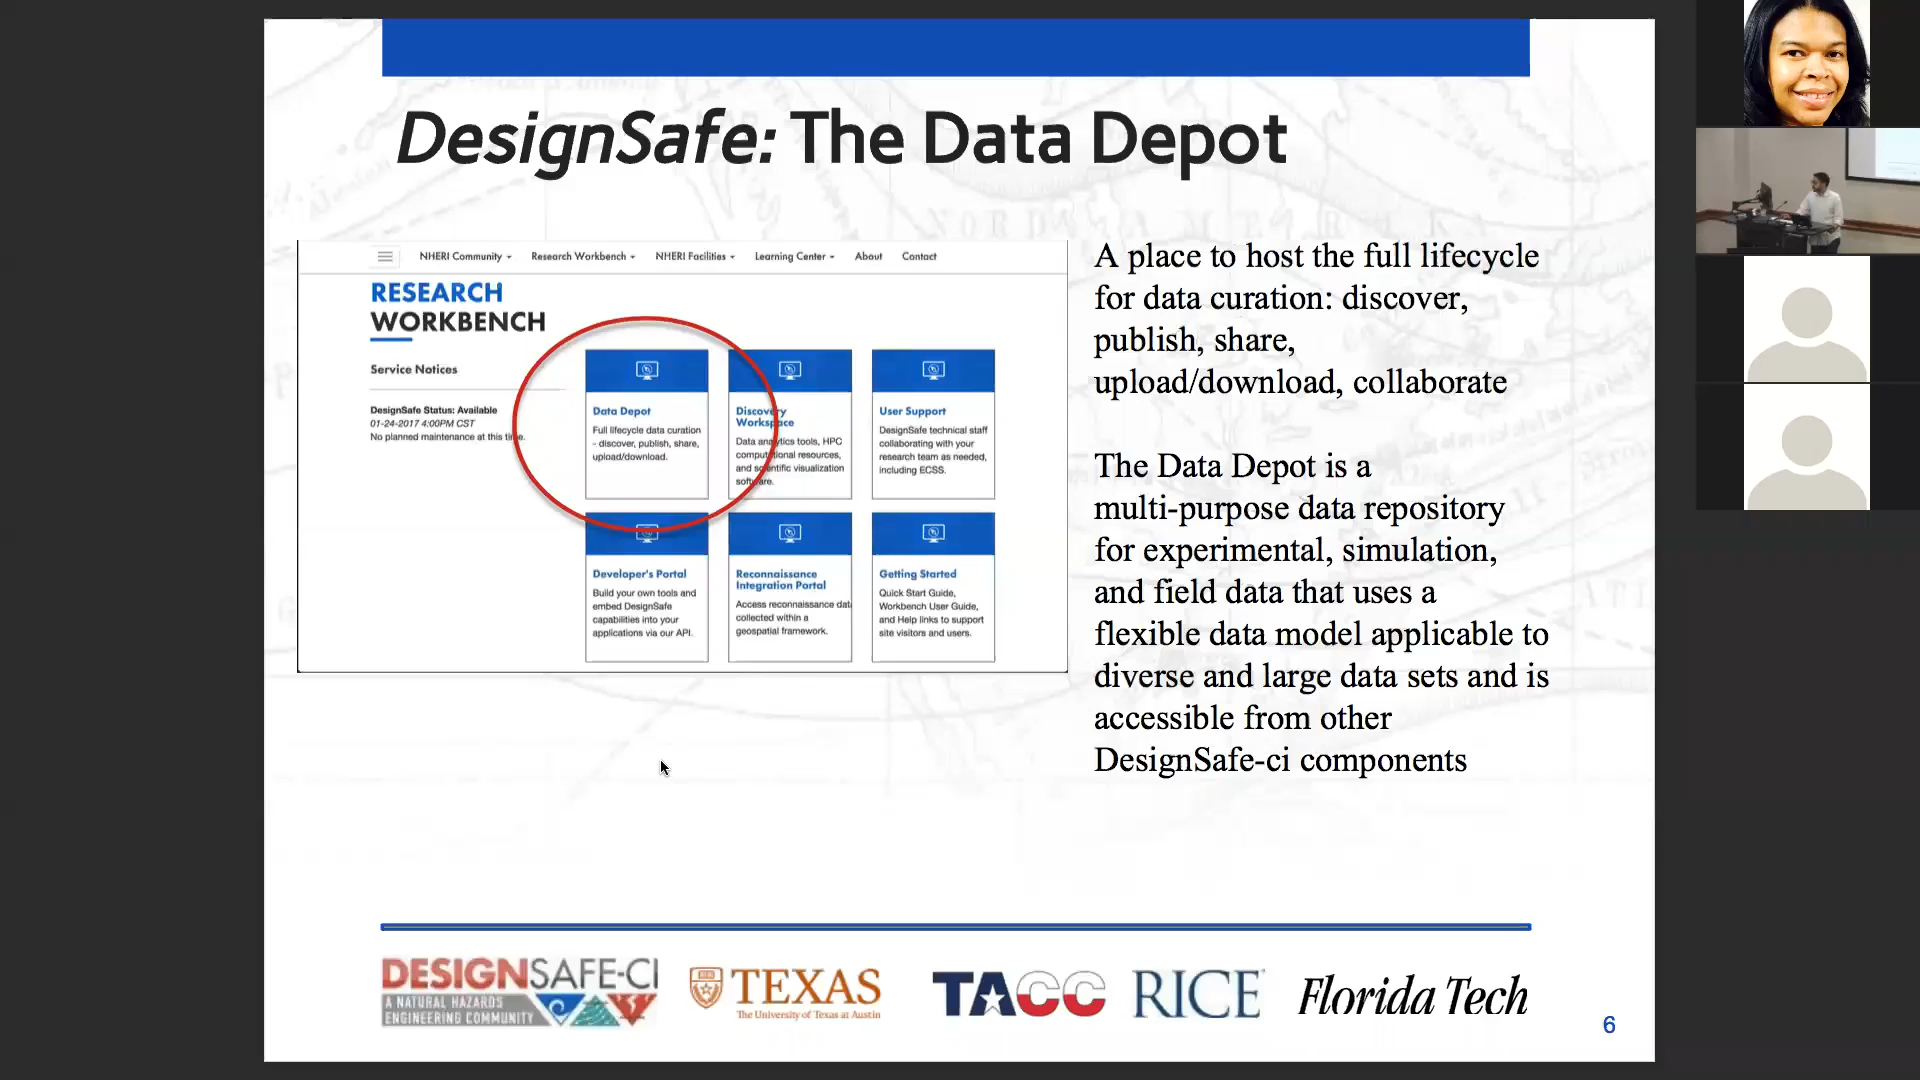 DesignSafe: The Data Depot
NHERI Community
Research Workbench
NHERI Facilities
Learning Center
About
Contact
RESEARCH
WORKBENCH
Service Notices
DesignSafe Status: Available
01-24-2017 4:00PM CST
No planned maintenance at this time.
Data Depot
Full lifecycle data curation
- discover, publish, share,
upload/download.
Discovery
Workspace
Data analytics tools, HPC
computational resources,
and scientific visualization
software.
User Support
DesignSafe technical staff
collaborating with your
research team as needed,
including ECSS.
Developer's Portal
Build your own tools and
embed DesignSafe
capabilities into your
applications via our API.
Reconnaissance
Integration Portal
Access reconnaissance data
collected within a
geospatial framework.
Getting Started
Quick Start Guide,
Workbench User Guide,
and Help links to support
site visitors and users.
A place to host the full lifecycle
for data curation: discover,
publish, share,
upload/download, collaborate
The Data Depot is a
multi-purpose data repository
for experimental, simulation,
and field data that uses a
flexible data model applicable to
diverse and large data sets and is
accessible from other
DesignSafe-ci components
DESIGNSAFE-CI
A NATURAL HAZARDS
ENGINEERING COMMUNITY
TEXAS
The University of Texas at Austin
TACC
RICE
Florida Tech
6